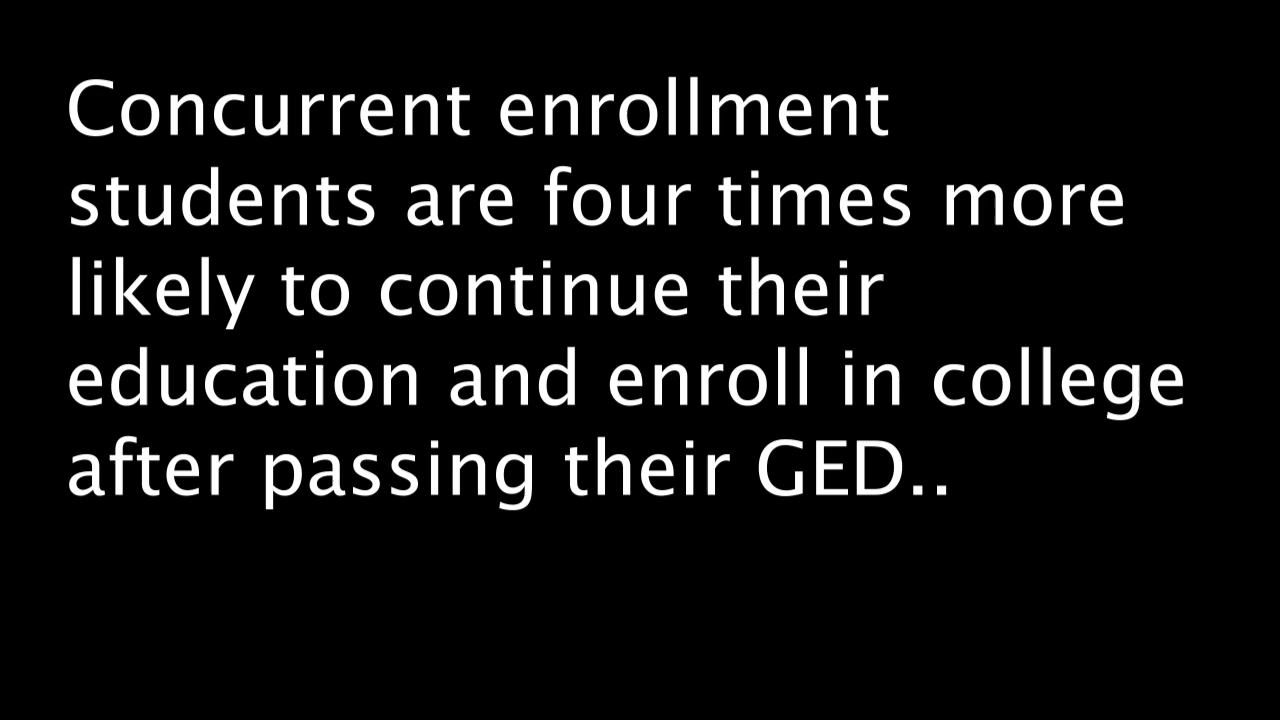 Concurrent enrollment
students are four times more
likely to continue their
education and enroll in college
after passing their GED..